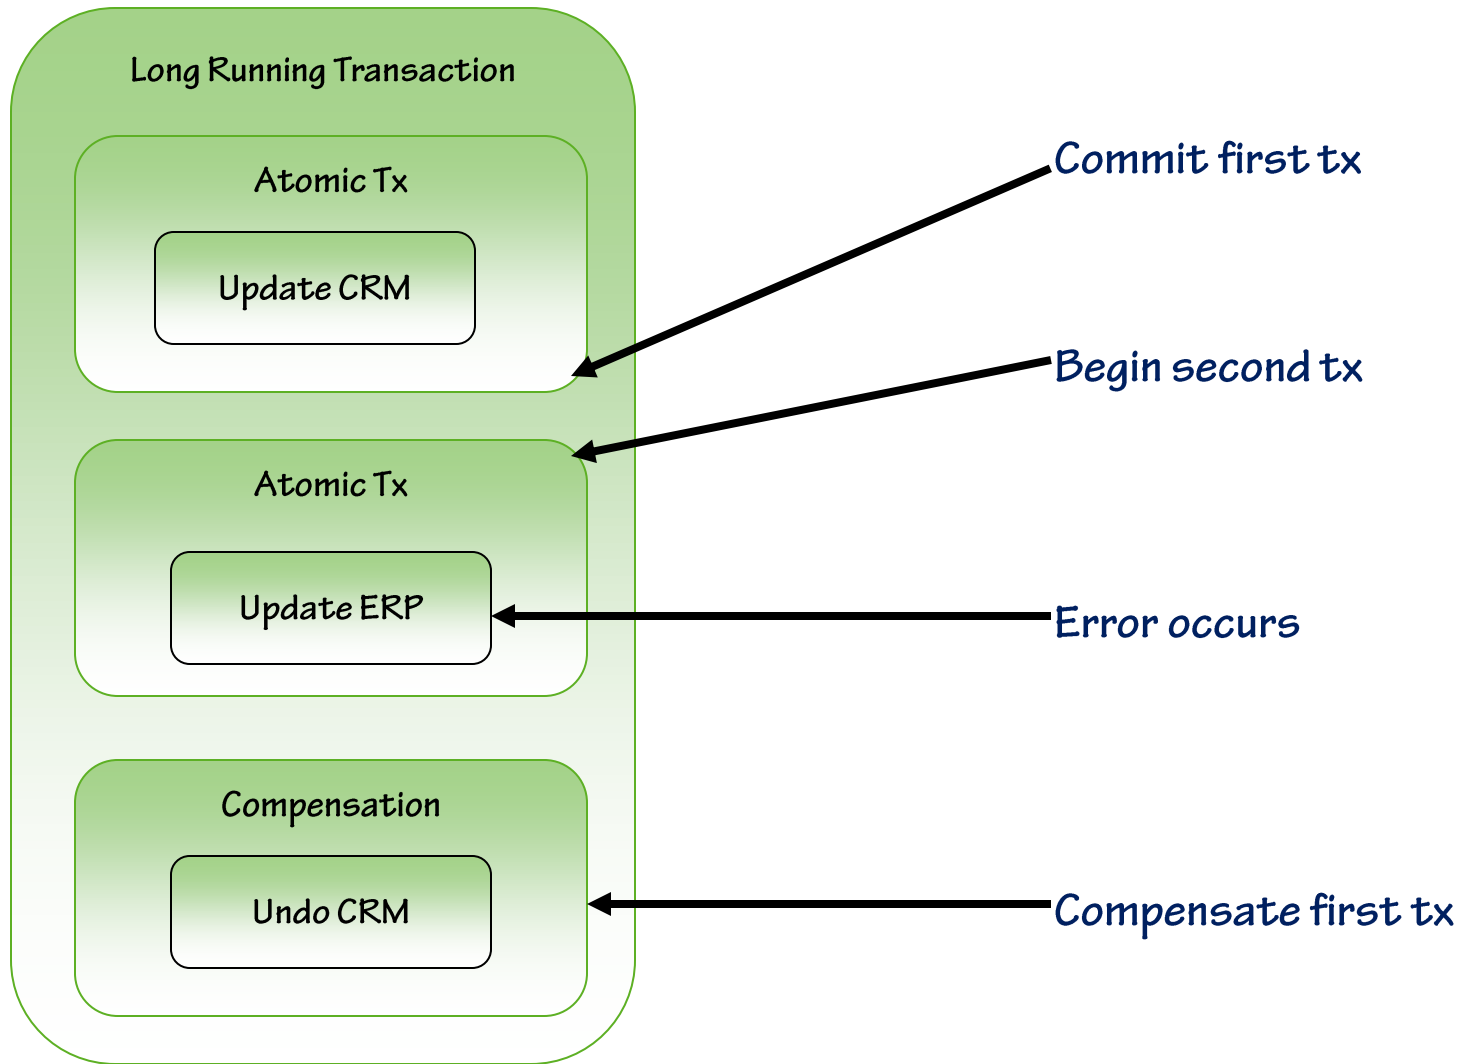 Long Running Transaction
Atomic Tx
Update CRM
Commit first tx
Begin second tx
Atomic Tx
Update ERP
Error occurs
Compensation
Undo CRM
Compensate first tx